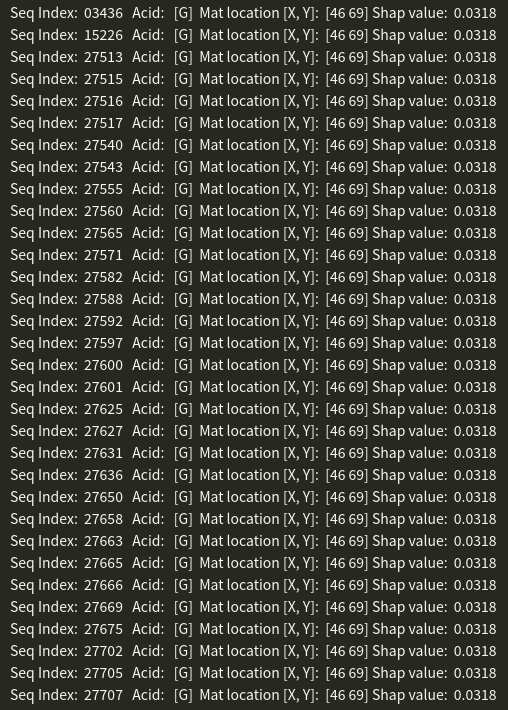 Seq Index: 03436 Acid: [G] Mat location [X, Y]: [46 69] Shap value: 0.0318
Seq Index: 15226 Acid: [G] Mat location [X, Y]: [46 69] Shap value: 0.0318
Seq Index: 27513 Acid: [G] Mat location [X, Y]: [46 69] Shap value: 0.0318
Seq Index: 27515 Acid: [G] Mat location [X, Y]: [46 69] Shap value: 0.0318
Seq Index: 27516 Acid: [G] Mat location [X, Y]: [46 69] Shap value: 0.0318
Seq Index: 27517 Acid: [G] Mat location [X, Y]: [46 69] Shap value: 0.0318
Seq Index: 27540 Acid: [G] Mat location [X, Y]: [46 69] Shap value: 0.0318
Seq Index: 27543 Acid: [G] Mat location [X, Y]: [46 69] Shap value: 0.0318
Seq Index: 27555 Acid: [G] Mat location [X, Y]: [46 69] Shap value: 0.0318
Seq Index: 27560 Acid: [G] Mat location [X, Y]: [46 69] Shap value: 0.0318
Seq Index: 27565 Acid: [G] Mat location [X, Y]: [46 69] Shap value: 0.0318
Seq Index: 27571 Acid: [G] Mat location [X, Y]: [46 69] Shap value: 0.0318
Seq Index: 27582 Acid: [G] Mat location [X, Y]: [46 69] Shap value: 0.0318
Seq Index: 27588 Acid: [G] Mat location [X, Y]: [46 69] Shap value: 0.0318
Seq Index: 27592 Acid: [G] Mat location [X, Y]: [46 69] Shap value: 0.0318
Seq Index: 27597 Acid: [G] Mat location [X, Y]: [46 69] Shap value: 0.0318
Seq Index: 27600 Acid: [G] Mat location [X, Y]: [46 69] Shap value: 0.0318
Seq Index: 27601 Acid: [G] Mat location [X, Y]: [46 69] Shap value: 0.0318
Seq Index: 27625 Acid: [G] Mat location [X, Y]: [46 69] Shap value: 0.0318
Seq Index: 27627 Acid: [G] Mat location [X, Y]: [46 69] Shap value: 0.0318
Seq Index: 27631 Acid: [G] Mat location [X, Y]: [46 69] Shap value: 0.0318
Seq Index: 27636 Acid: [G] Mat location [X, Y]: [46 69] Shap value: 0.0318
Seq Index: 27650 Acid: [G] Mat location [X, Y]: [46 69] Shap value: 0.0318
Seq Index: 27658 Acid: [G] Mat location [X, Y]: [46 69] Shap value: 0.0318
Seq Index: 27663 Acid: [G] Mat location [X, Y]: [46 69] Shap value: 0.0318
Seq Index: 27665 Acid: [G] Mat location [X, Y]: [46 69] Shap value: 0.0318
Seq Index: 27666 Acid: [G] Mat location [X, Y]: [46 69] Shap value: 0.0318
Seq Index: 27669 Acid: [G] Mat location [X, Y]: [46 69] Shap value: 0.0318
Seq Index: 27675 Acid: [G] Mat location [X, Y]: [46 69] Shap value: 0.0318
Seq Index: 27702 Acid: [G] Mat location [X, Y]: [46 69] Shap value: 0.0318
Seq Index: 27705 Acid: [G] Mat location [X, Y]: [46 69] Shap value: 0.0318
Seq Index: 27707 Acid: [G] Mat location [X, Y]: [46 69] Shap value: 0.0318